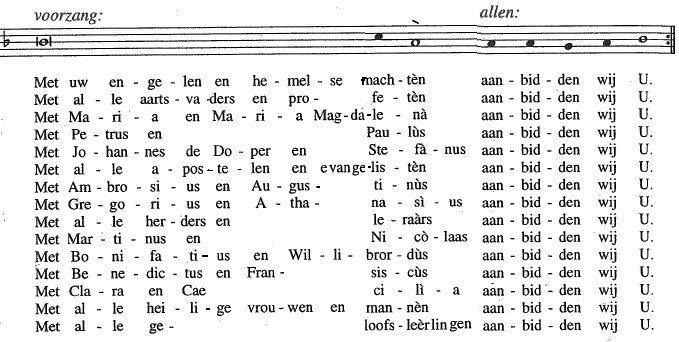 voorzang: allen:
Met uw en - ge - len en he - mel - se mach - tèn aan - bid - den wij U.
Met al - le aarts - va - ders en pro - fe - tèn aan - bid - den wij U.
Met Ma - ri - a en Ma - ri - a Mag - da - le - nà aan - bid - den wij U.
Met Pe - trus en Pau - lùs aan - bid - den wij U.
Met Jo - han - nes de Do - per en Ste - fà - nus aan - bid - den wij U.
Met al - le a - pos - te - len en evange - lis - tèn aan - bid - den wij U.
Met Am - bro - si - us en Au - gus - ti - nùs aan - bid - den wij U.
Met Gre - go - ri - us en A - tha - na - sì - us aan - bid - den wij U.
Met al - le her - ders en le - raàrs aan - bid - den wij U.
Met Mar - ti - nus en Ni - cò - laas aan - bid - den wij U.
Met Bo - ni - fa - ti - us en Wil - li - bror - dùs aan - bid - den wij U.
Met Be - ne - dic - tus en Fran - sis - cùs aan - bid - den wij U.
Met Cla - ra en Cae ci - lì - a aan - bid - den wij U.
Met al - le hei - li - ge vrou - wen en man - nèn aan - bid - den wij U.
Met al - le ge - loofs - leèr lingen aan - bid - den wij U.